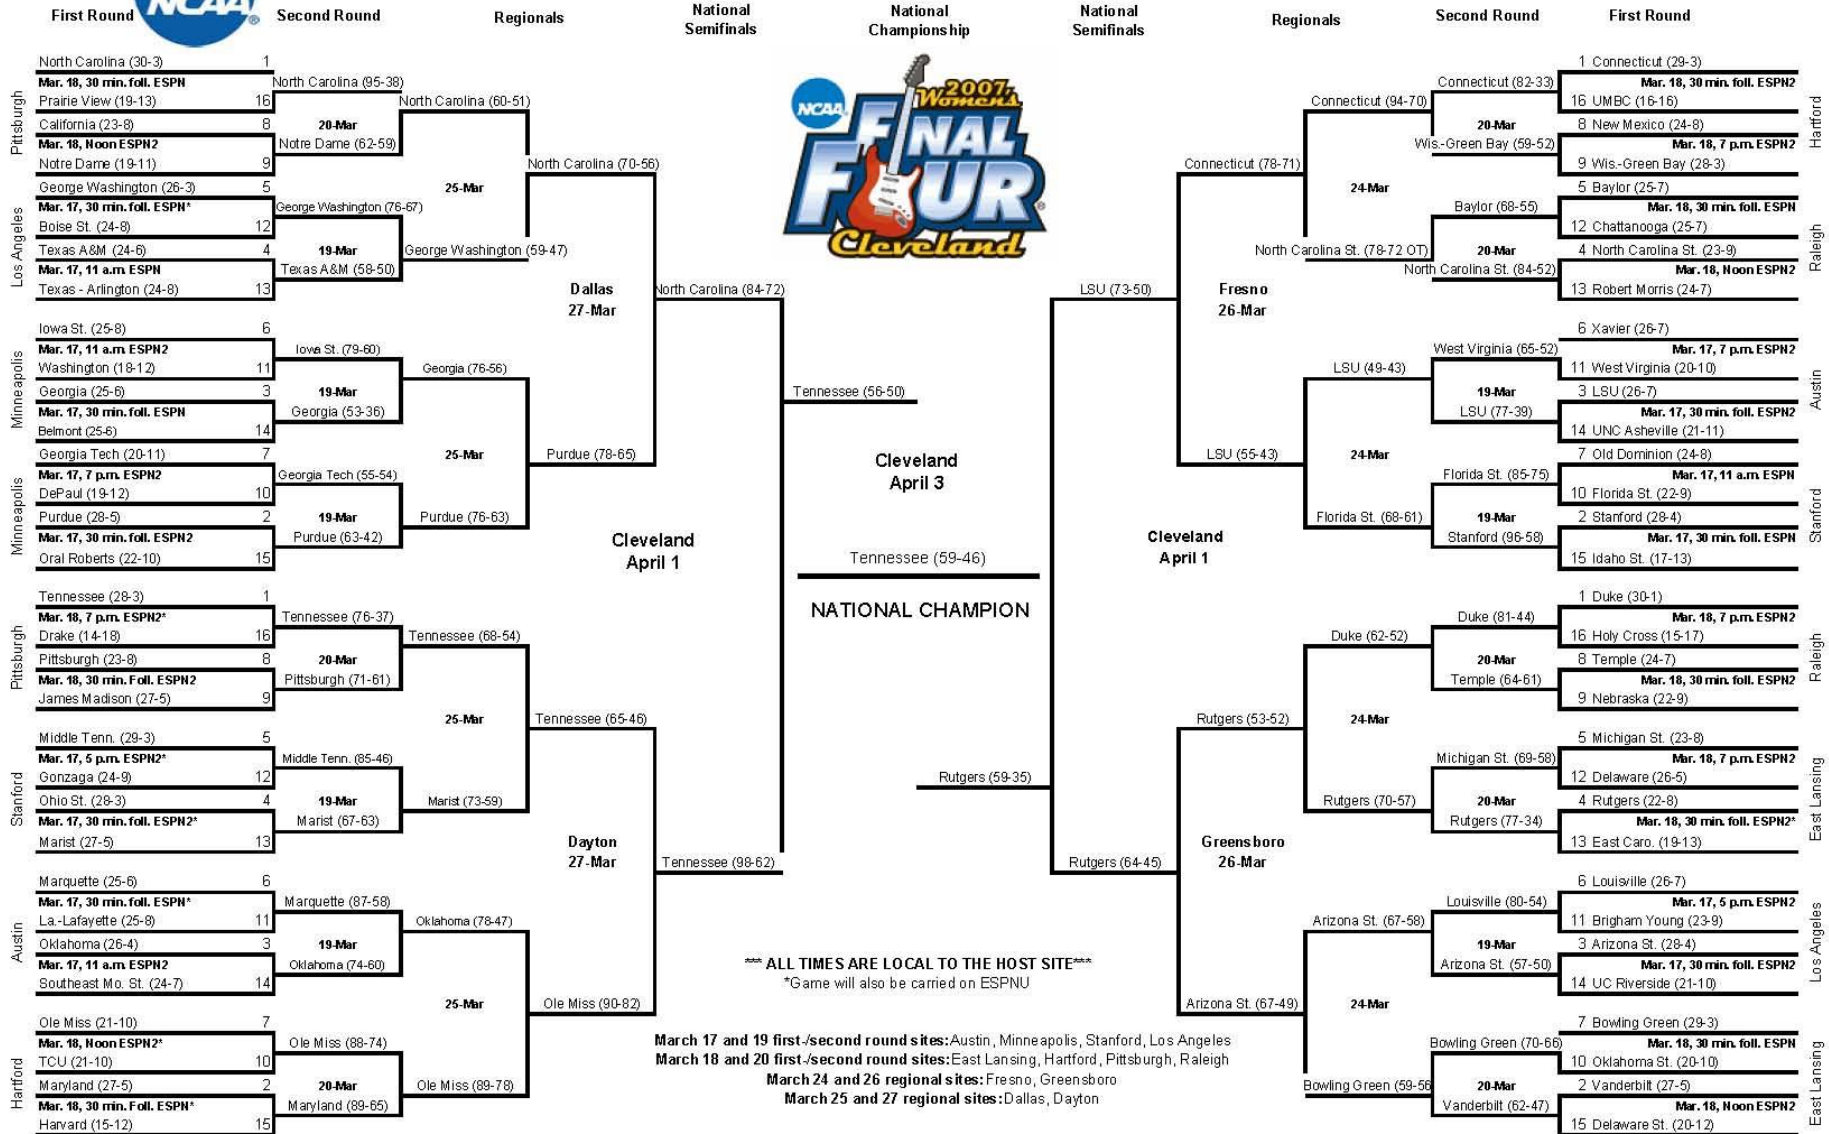 NCAA
First Round
Second Round
Regionals
National
Semifinals
National
Championship
National
Semifinals
Regionals
Second Round
First Round
NCAA
2007
Women's
FINAL
FOUR
Cleveland
Pittsburgh
North Carolina (30-3) 1
Mar. 18, 30 min. foll. ESPN
Prairie View (19-13) 16
California (23-8) 8
Mar. 18, Noon ESPN2
Notre Dame (19-11) 9
Los Angeles
George Washington (26-3) 5
Mar. 17, 30 min. foll. ESPN*
Boise St. (24-8) 12
Texas A&M (24-6) 4
Mar. 17, 11 a.m. ESPN
Texas - Arlington (24-8) 13
Minneapolis
Iowa St. (25-8) 6
Mar. 17, 11 a.m. ESPN2
Washington (18-12) 11
Georgia (25-6) 3
Mar. 17, 30 min. foll. ESPN
Belmont (25-6) 14
Minneapolis
Georgia Tech (20-11) 7
Mar. 17, 7 p.m. ESPN2
DePaul (19-12) 10
Purdue (28-5) 2
Mar. 17, 30 min. foll. ESPN2
Oral Roberts (22-10) 15
Pittsburgh
Tennessee (28-3) 1
Mar. 18, 7 p.m. ESPN2*
Drake (14-18) 16
Pittsburgh (23-8) 8
Mar. 18, 30 min. Foll. ESPN2
James Madison (27-5) 9
Stanford
Middle Tenn. (29-3) 5
Mar. 17, 5 p.m. ESPN2*
Gonzaga (24-9) 12
Ohio St. (28-3) 4
Mar. 17, 30 min. foll. ESPN2*
Marist (27-5) 13
Austin
Marquette (25-6) 6
Mar. 17, 30 min. foll. ESPN*
La.-Lafayette (25-8) 11
Oklahoma (26-4) 3
Mar. 17, 11 a.m. ESPN2
Southeast Mo. St. (24-7) 14
Hartford
Ole Miss (21-10) 7
Mar. 18, Noon ESPN2*
TCU (21-10) 10
Maryland (27-5) 2
Mar. 18, 30 min. Foll. ESPN*
Harvard (15-12) 15
North Carolina (95-38)
20-Mar
Notre Dame (62-59)
George Washington (76-67)
19-Mar
Texas A&M (58-50)
Iowa St. (79-60)
19-Mar
Georgia (53-36)
Georgia Tech (55-54)
19-Mar
Purdue (63-42)
Tennessee (76-37)
20-Mar
Pittsburgh (71-61)
Middle Tenn. (85-46)
19-Mar
Marist (67-63)
Marquette (87-58)
19-Mar
Oklahoma (74-60)
Ole Miss (88-74)
20-Mar
Maryland (89-65)
North Carolina (60-51)
25-Mar
George Washington (59-47)
Georgia (76-56)
25-Mar
Purdue (76-63)
Tennessee (68-54)
25-Mar
Marist (73-59)
Oklahoma (78-47)
25-Mar
Ole Miss (89-78)
North Carolina (70-56)
Dallas
27-Mar
Purdue (78-65)
Tennessee (65-46)
Dayton
27-Mar
Ole Miss (90-82)
North Carolina (84-72)
Cleveland
April 1
Tennessee (98-62)
Tennessee (56-50)
Cleveland
April 3
Tennessee (59-46)
NATIONAL CHAMPION
Rutgers (59-35)
LSU (73-50)
Cleveland
April 1
Rutgers (64-45)
Connecticut (78-71)
Fresno
26-Mar
LSU (55-43)
Rutgers (53-52)
Greensboro
26-Mar
Arizona St. (67-49)
Connecticut (94-70)
24-Mar
North Carolina St. (78-72 OT)
LSU (49-43)
24-Mar
Florida St. (68-61)
Duke (62-52)
24-Mar
Rutgers (70-57)
Arizona St. (67-58)
24-Mar
Bowling Green (59-56
Connecticut (82-33)
20-Mar
Wis.-Green Bay (59-52)
Baylor (68-55)
20-Mar
North Carolina St. (84-52)
West Virginia (65-52)
19-Mar
LSU (77-39)
Florida St. (85-75)
19-Mar
Stanford (96-58)
Duke (81-44)
20-Mar
Temple (64-61)
Michigan St. (69-58)
20-Mar
Rutgers (77-34)
Louisville (80-54)
19-Mar
Arizona St. (57-50)
Bowling Green (70-66)
20-Mar
Vanderbilt (62-47)
Hartford
1 Connecticut (29-3)
Mar. 18, 30 min. foll. ESPN2
16 UMBC (16-16)
8 New Mexico (24-8)
Mar. 18, 7 p.m. ESPN2
9 Wis.-Green Bay (28-3)
Raleigh
5 Baylor (25-7)
Mar. 18, 30 min. foll. ESPN
12 Chattanooga (25-7)
4 North Carolina St. (23-9)
Mar. 18, Noon ESPN2
13 Robert Morris (24-7)
Austin
6 Xavier (26-7)
Mar. 17, 7 p.m. ESPN2
11 West Virginia (20-10)
3 LSU (26-7)
Mar. 17, 30 min. foll. ESPN2
14 UNC Asheville (21-11)
Stanford
7 Old Dominion (24-8)
Mar. 17, 11 a.m. ESPN
10 Florida St. (22-9)
2 Stanford (28-4)
Mar. 17, 30 min. foll. ESPN
15 Idaho St. (17-13)
Raleigh
1 Duke (30-1)
Mar. 18, 7 p.m. ESPN2
16 Holy Cross (15-17)
8 Temple (24-7)
Mar. 18, 30 min. foll. ESPN2
9 Nebraska (22-9)
East Lansing
5 Michigan St. (23-8)
Mar. 18, 7 p.m. ESPN2
12 Delaware (26-5)
4 Rutgers (22-8)
Mar. 18, 30 min. foll. ESPN2*
13 East Caro. (19-13)
Los Angeles
6 Louisville (26-7)
Mar. 17, 5 p.m. ESPN2
11 Brigham Young (23-9)
3 Arizona St. (28-4)
Mar. 17, 30 min. foll. ESPN2
14 UC Riverside (21-10)
East Lansing
7 Bowling Green (29-3)
Mar. 18, 30 min. foll. ESPN
10 Oklahoma St. (20-10)
2 Vanderbilt (27-5)
Mar. 18, Noon ESPN2
15 Delaware St. (20-12)
*** ALL TIMES ARE LOCAL TO THE HOST SITE***
*Game will also be carried on ESPNU
March 17 and 19 first-/second round sites: Austin, Minneapolis, Stanford, Los Angeles
March 18 and 20 first-/second round sites: East Lansing, Hartford, Pittsburgh, Raleigh
March 24 and 26 regional sites: Fresno, Greensboro
March 25 and 27 regional sites: Dallas, Dayton